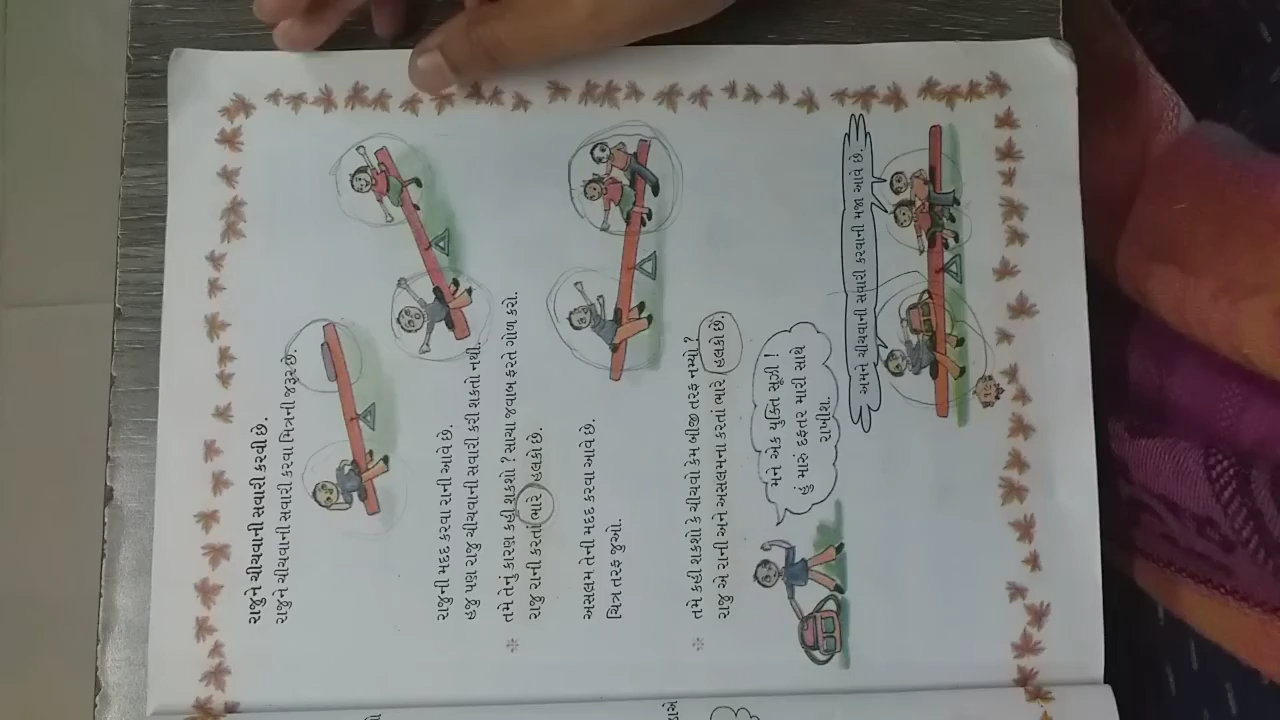 રાજુને ચીચવાની સવારી કરવી છે.
રાજુને ચીચવાની સવારી કરવા મિત્રની જરૂર છે.
રાજુની મદદ કરવા રાની આવે છે.
હજુ પણ રાજુ ચીચવાની સવારી કરી શકતો નથી.
તમે તેનું કારણ કહી શકશો ? સાચા જવાબ ફરતે ગોળ કરો.
રાજુ રાની કરતાં ભારે હલકો છે.
અસલમ તેની મદદ કરવા આવે છે.
ચિત્ર તરફ જુઓ.
તમે કહી શકશો કે ચીચવો કેમ બીજી તરફ નમ્યો ?
રાજુ એ રાની અને અસલમના કરતાં ભારે હલકો છે.
મને એક યુક્તિ સૂઝી !
હું મારું દફતર મારી સાથે
રાખીશ.
અમને ચીચવાની સવારી કરવાની મજા આવે છે.